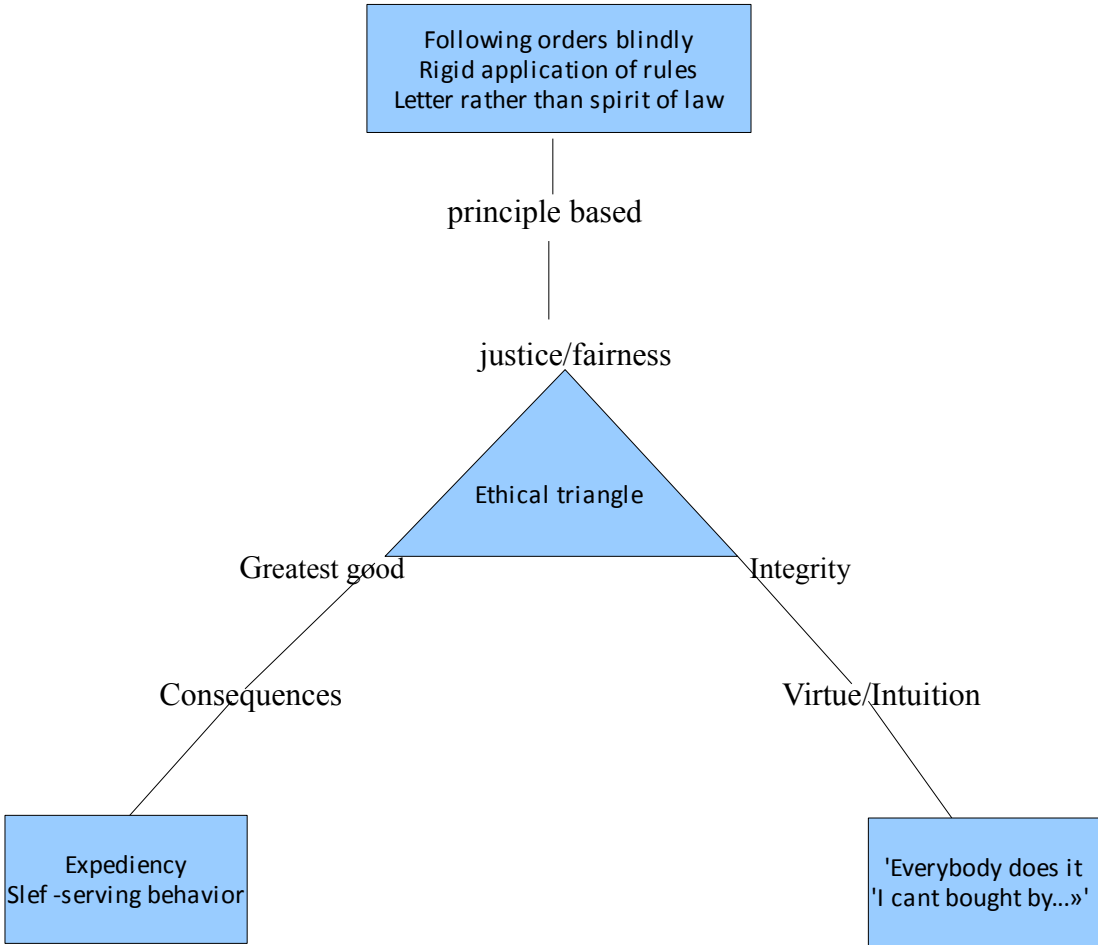 Following orders blindly
Rigid application of rules
Letter rather than spirit of law
principle based
justice/fairness
Ethical triangle
Greatest good
Integrity
Consequences
Virtue/Intuition
Expediency
Slef -serving behavior
'Everybody does it
'I cant bought by...»'